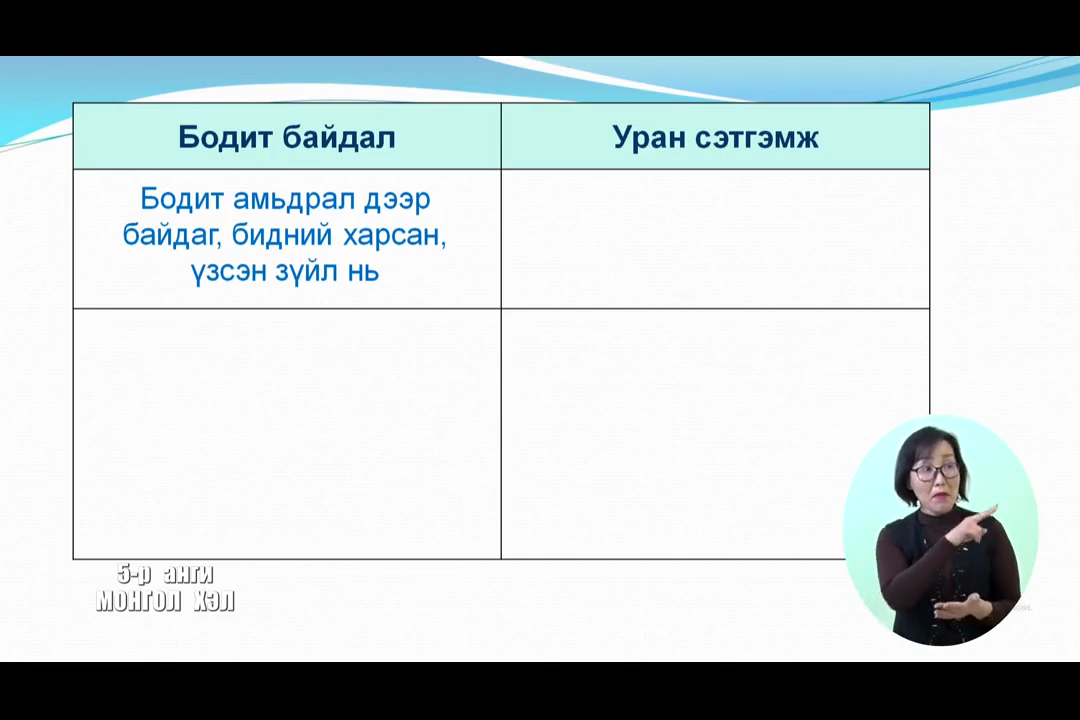 Бодит байдал
Уран сэтгэмж
Бодит амьдрал дээр
байдаг, бидний харсан,
үзсэн зүйл нь
5-р анги
МОНГОЛ ХЭЛ